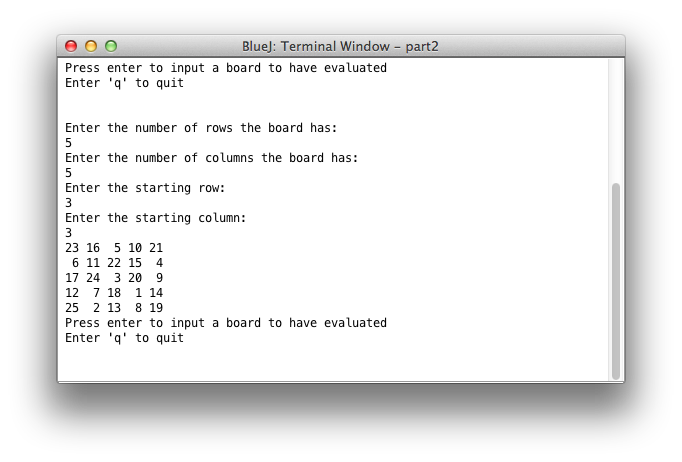 BlueJ: Terminal Window – part2
Press enter to input a board to have evaluated
Enter 'q' to quit
Enter the number of rows the board has:
5
Enter the number of columns the board has:
5
Enter the starting row:
3
Enter the starting column:
3
23 16  5 10 21
 6 11 22 15  4
17 24  3 20  9
12  7 18  1 14
25  2 13  8 19
Press enter to input a board to have evaluated
Enter 'q' to quit